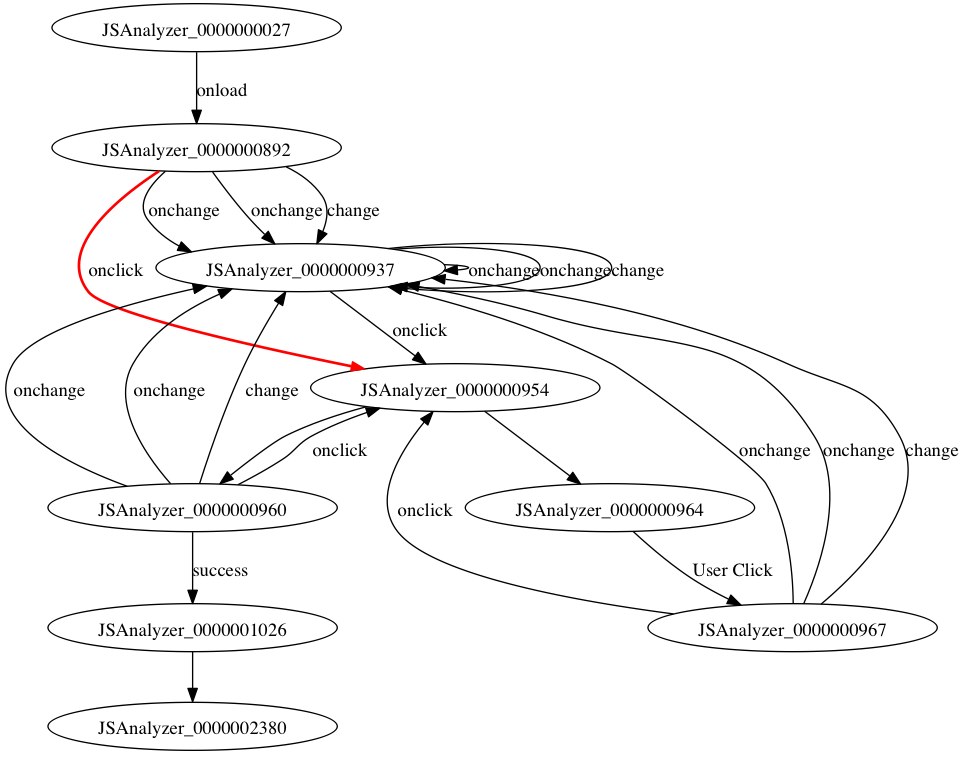 JSAnalyzer_0000000027
onload
JSAnalyzer_0000000892
onchange
onchange
change
onclick
JSAnalyzer_0000000937
onchange
onchange
change
onclick
onchange
onchange
change
JSAnalyzer_0000000954
onclick
onchange
onchange
change
JSAnalyzer_0000000960
onclick
JSAnalyzer_0000000964
success
User Click
JSAnalyzer_0000001026
JSAnalyzer_0000000967
JSAnalyzer_0000002380